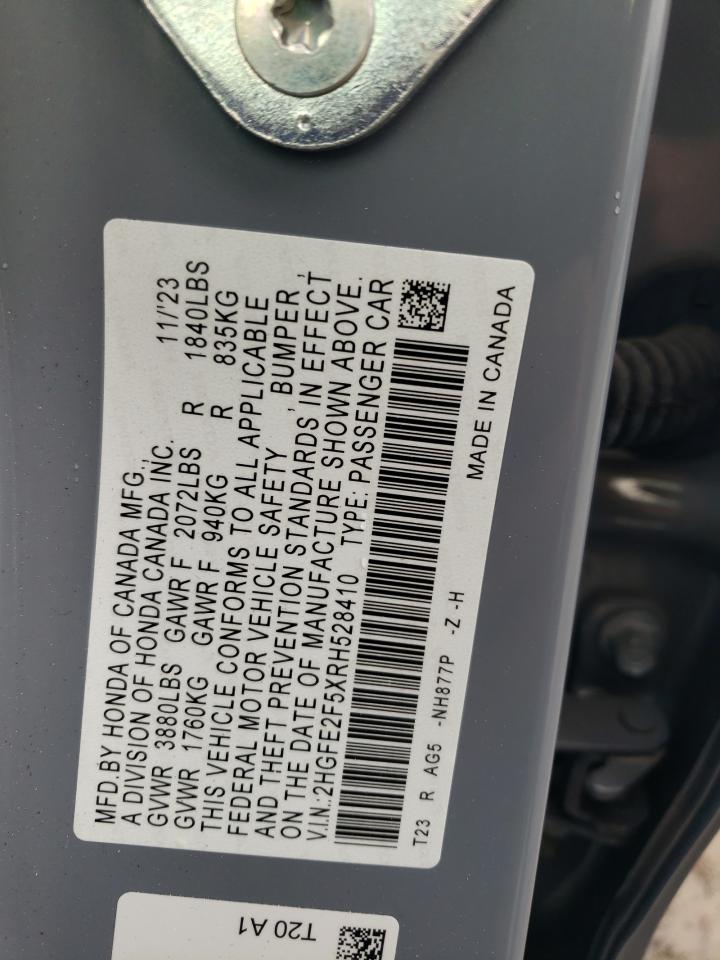 MFD.BY HONDA OF CANADA MFG.,
A DIVISION OF HONDA CANADA INC. 11/'23
GVWR 3880LBS GAWR F 2072LBS R 1840LBS
GVWR 1760KG GAWR F 940KG R 835KG
THIS VEHICLE CONFORMS TO ALL APPLICABLE
FEDERAL MOTOR VEHICLE SAFETY, BUMPER,
AND THEFT PREVENTION STANDARDS, IN EFFECT
ON THE DATE OF MANUFACTURE SHOWN ABOVE.
V.I.N.:2HGFE2F5XRH528410 TYPE: PASSENGER CAR
T23 R AG5 -NH877P -Z -H
MADE IN CANADA
T20 A1